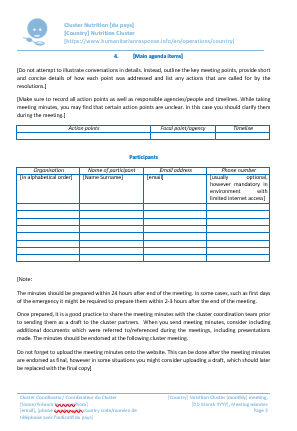 Cluster Nutrition [du pays]
[Country] Nutrition Cluster
[https://www.humanitarianresponse.info/en/operations/country]
4. [Main agenda items]
[Do not attempt to illustrate conversations in details. Instead, outline the key meeting points, provide short
and concise details of how each point was addressed and list any actions that are called for by the
resolutions.]
[Make sure to record all action points as well as responsible agencies/people and timelines. While taking
meeting minutes, you may find that certain action points are unclear. In this case you should clarify them
during the meeting.]
Action points Focal point/agency Timeline
Participants
Organisation Name of participant Email address Phone number
[In alphabetical order] [Name Surname] [email] [usually optional,
however mandatory in
environment with
limited internet access]
[Note:
The minutes should be prepared within 24 hours after end of the meeting. In some cases, such as first days
of the emergency it might be required to prepare them within 2-3 hours after the meeting.
Once prepared, it is a good practice to share the meeting minutes with the cluster coordination team prior
to sending them as a draft to the cluster partners. When you send meeting minutes, consider including
additional documents which were referred to/referenced during the meetings, including presentations
made. The minutes should be endorsed at the following cluster meeting.
Do not forget to upload the meeting minutes onto the website. This can be done after the meeting minutes
are endorsed as final, however in some situations you might consider uploading a draft, which should later
be replaced with the final copy]
Cluster Coordinator / Coordinateur du Cluster
[Country] Nutrition Cluster [monthly] meeting,
[DD Month YYYY], Meeting minutes
[email], [phone country code/numéro de
Page 3
téléphone avec l'indicatif du pays]